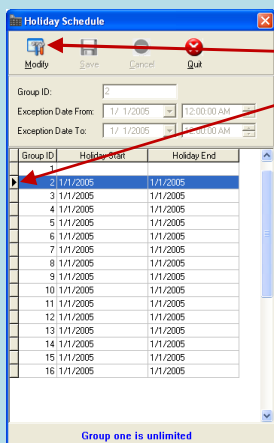 Holiday Schedule
Modify Save Cancel Quit
Group ID: 2
Exception Date From: 1/ 1/2005 12:00:00 AM
Exception Date To: 1/ 1/2005 12:00:00 AM
Group ID Holiday Start Holiday End
1
2 1/1/2005 1/1/2005
3 1/1/2005 1/1/2005
4 1/1/2005 1/1/2005
5 1/1/2005 1/1/2005
6 1/1/2005 1/1/2005
7 1/1/2005 1/1/2005
8 1/1/2005 1/1/2005
9 1/1/2005 1/1/2005
10 1/1/2005 1/1/2005
11 1/1/2005 1/1/2005
12 1/1/2005 1/1/2005
13 1/1/2005 1/1/2005
14 1/1/2005 1/1/2005
15 1/1/2005 1/1/2005
16 1/1/2005 1/1/2005
Group one is unlimited